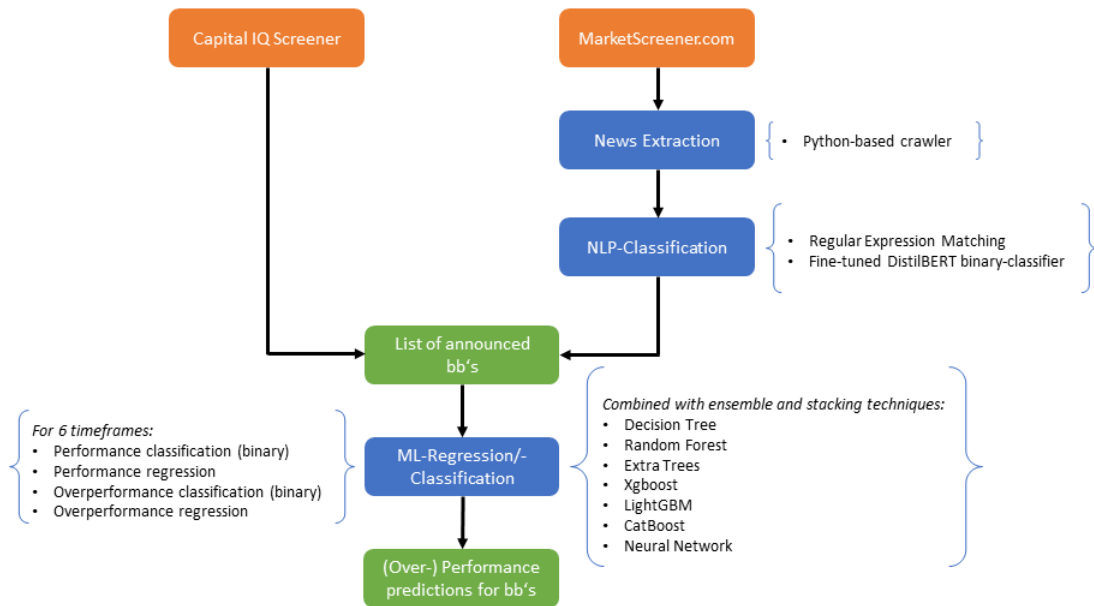 Capital IQ Screener
MarketScreener.com
News Extraction
• Python-based crawler
NLP-Classification
• Regular Expression Matching
• Fine-tuned DistilBERT binary-classifier
List of announced
bb‘s
For 6 timeframes:
• Performance classification (binary)
• Performance regression
• Overperformance classification (binary)
• Overperformance regression
ML-Regression/-
Classification
Combined with ensemble and stacking techniques:
• Decision Tree
• Random Forest
• Extra Trees
• Xgboost
• LightGBM
• CatBoost
• Neural Network
(Over-) Performance
predictions for bb‘s